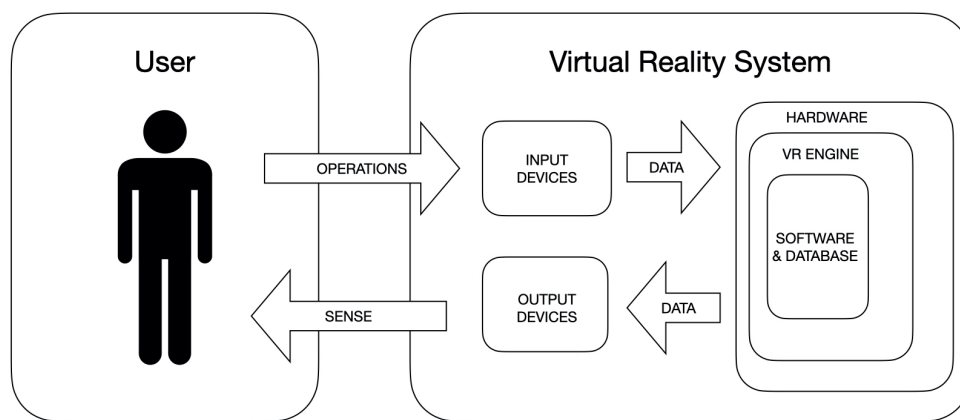 User
Virtual Reality System
OPERATIONS
INPUT
DEVICES
DATA
HARDWARE
VR ENGINE
SOFTWARE
& DATABASE
SENSE
OUTPUT
DEVICES
DATA